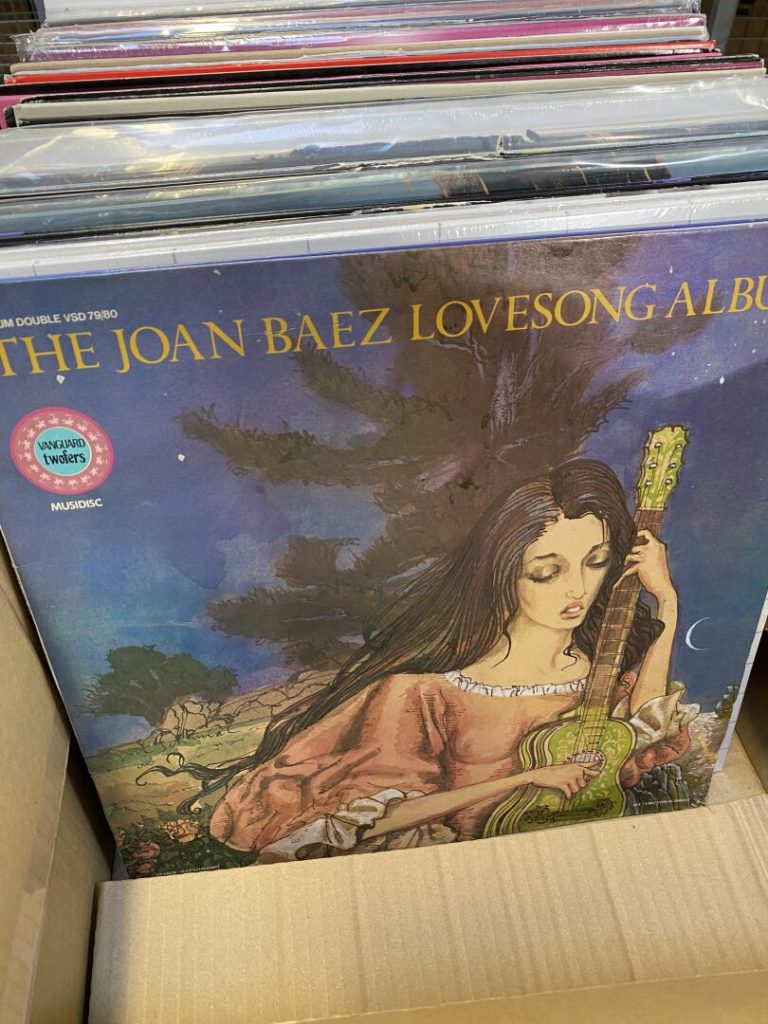 UM DOUBLE VSD 79/80
THE JOAN BAEZ LOVESONG ALBU
VANGUARD
twofers
MUSIDISC